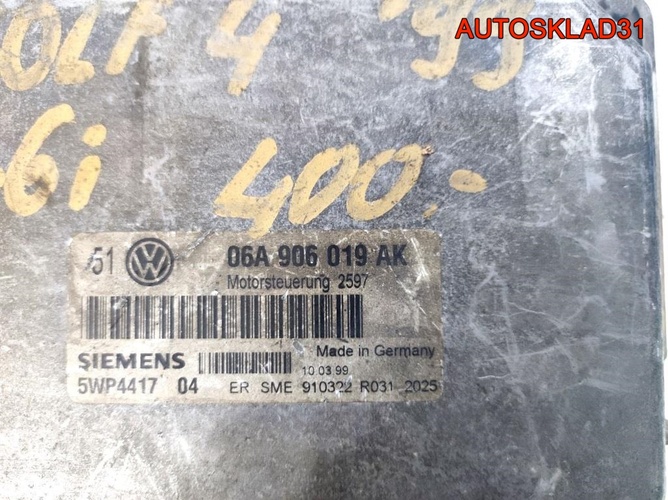 AUTOSKLAD31
OLF 4 '99
6i 400.-
51 06A 906 019 AK
Motorsteuerung 2597
SIEMENS Made in Germany
10.03.99
5WP4417 04 ER SME 910322 R031 2025